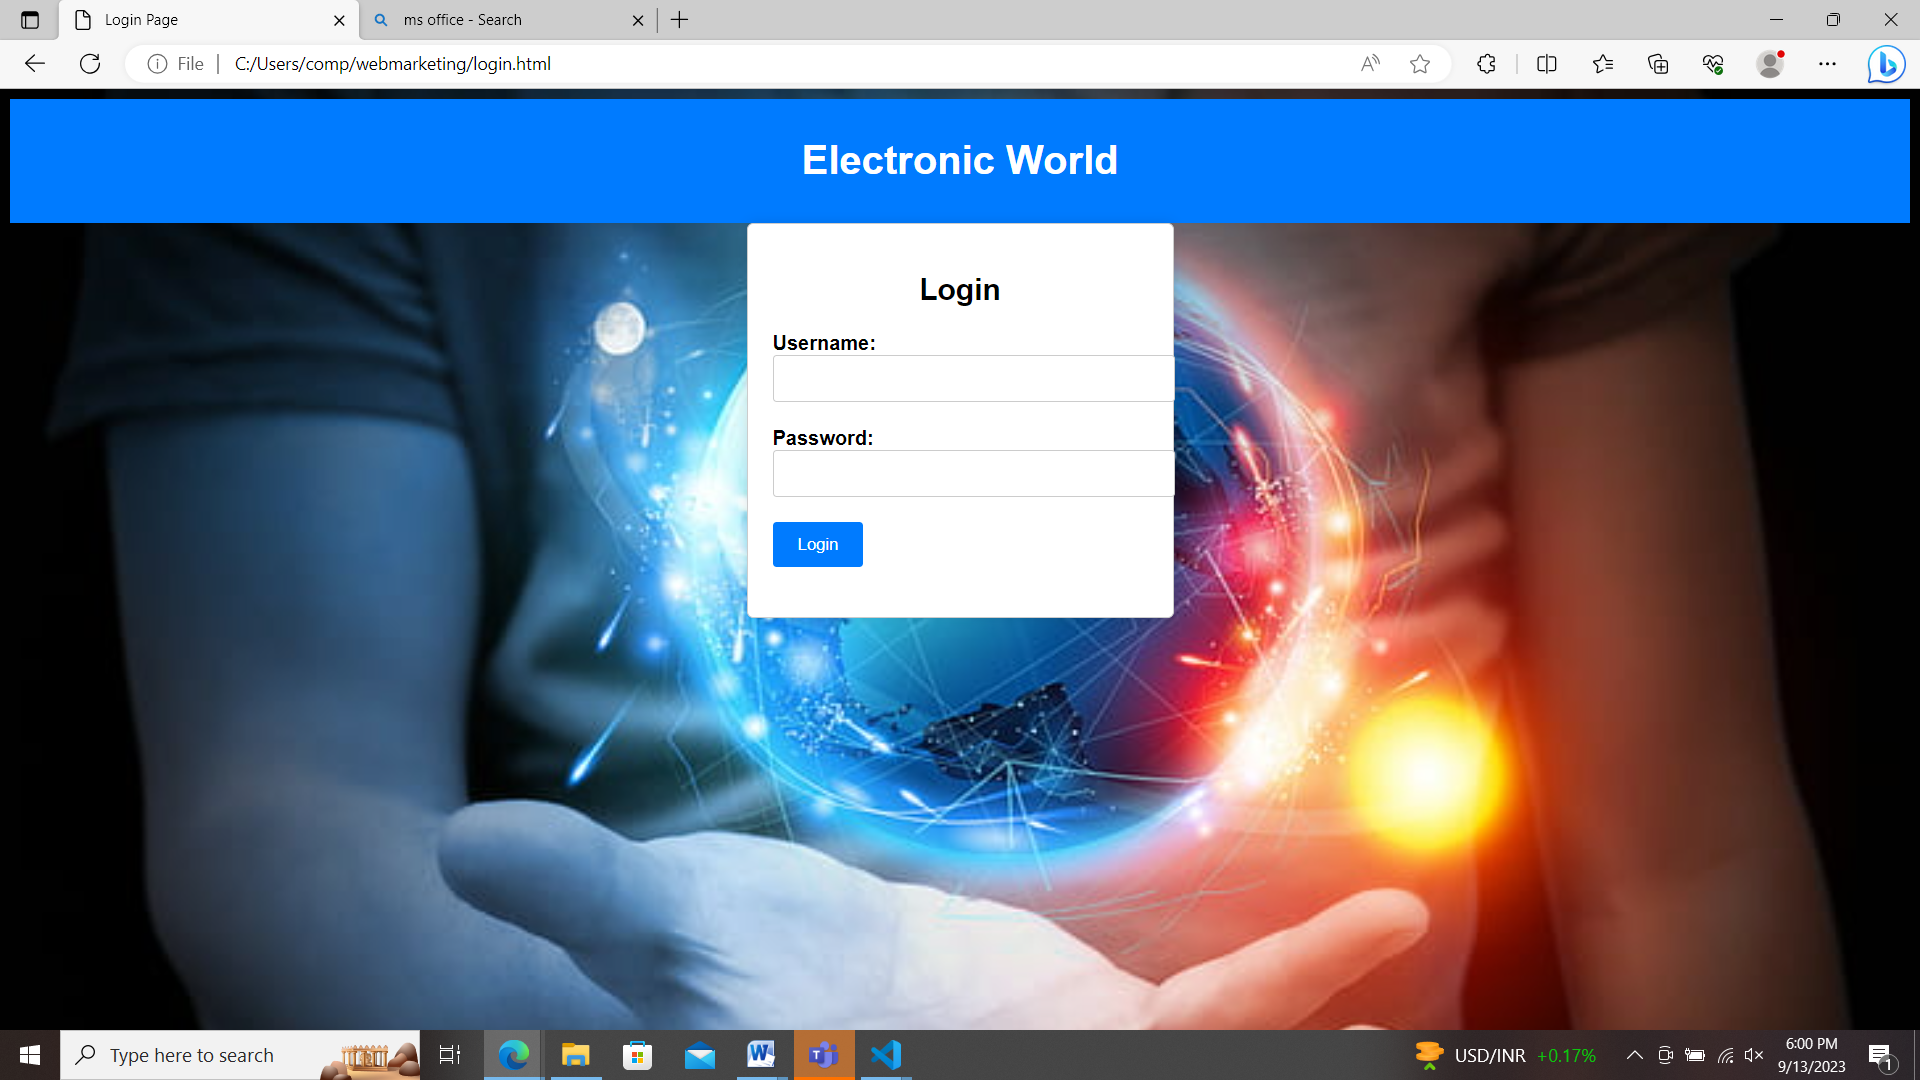 Login Page
ms office - Search
File
C:/Users/comp/webmarketing/login.html
Electronic World
Login
Username:
Password:
Login
Type here to search
USD/INR +0.17%
6:00 PM
9/13/2023
1